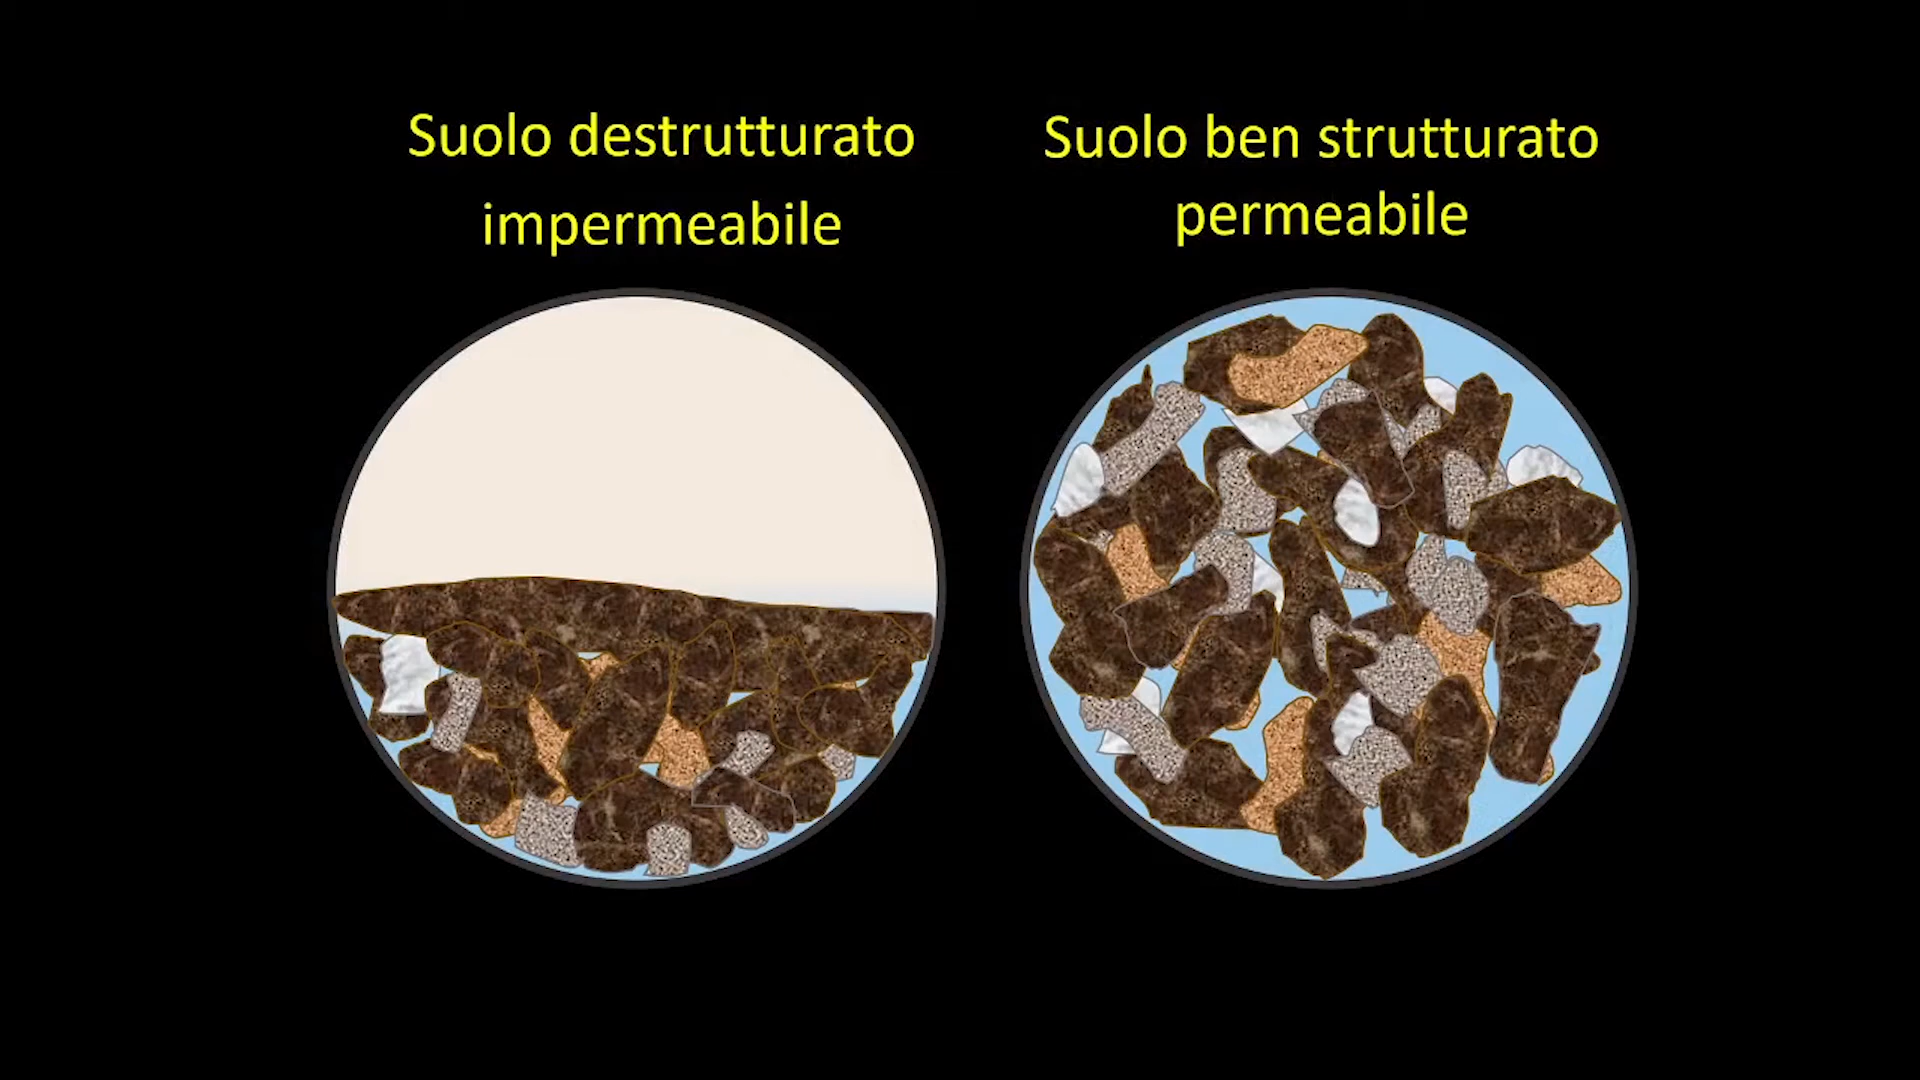 Suolo destrutturato
impermeabile
Suolo ben strutturato
permeabile